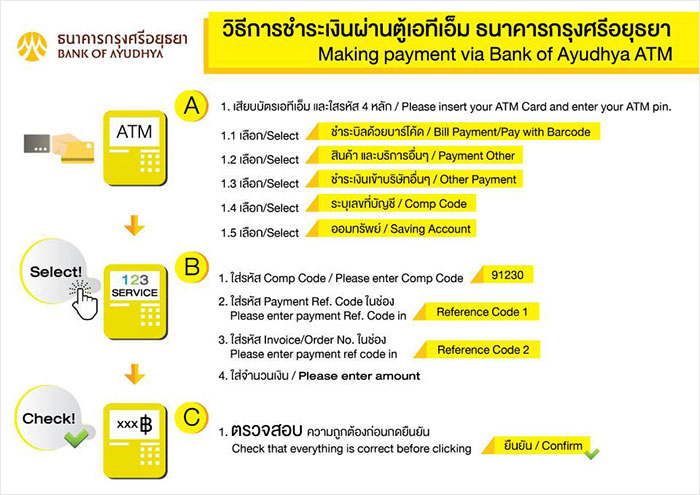 ธนาคารกรุงศรีอยุธยา
BANK OF AYUDHYA
วิธีการชำระเงินผ่านตู้เอทีเอ็ม ธนาคารกรุงศรีอยุธยา
Making payment via Bank of Ayudhya ATM
ATM
A
1. เสียบบัตรเอทีเอ็ม และใสรหัส 4 หลัก / Please insert your ATM Card and enter your ATM pin.
1.1 เลือก/Select ชำระบิลด้วยบาร์โค้ด / Bill Payment/Pay with Barcode
1.2 เลือก/Select สินค้า และบริการอื่นๆ / Payment Other
1.3 เลือก/Select ชำระเงินเข้าบริษัทอื่นๆ / Other Payment
1.4 เลือก/Select ระบุเลขที่บัญชี / Comp Code
1.5 เลือก/Select ออมทรัพย์ / Saving Account
Select!
123
SERVICE
B
1. ใส่รหัส Comp Code / Please enter Comp Code 91230
2. ใส่รหัส Payment Ref. Code ในช่อง
Please enter payment Ref. Code in Reference Code 1
3. ใส่รหัส Invoice/Order No. ในช่อง
Please enter payment ref code in Reference Code 2
4. ใส่จำนวนเงิน / Please enter amount
Check!
xxx ฿
C
1. ตรวจสอบ ความถูกต้องก่อนกดยืนยัน
Check that everything is correct before clicking ยืนยัน / Confirm